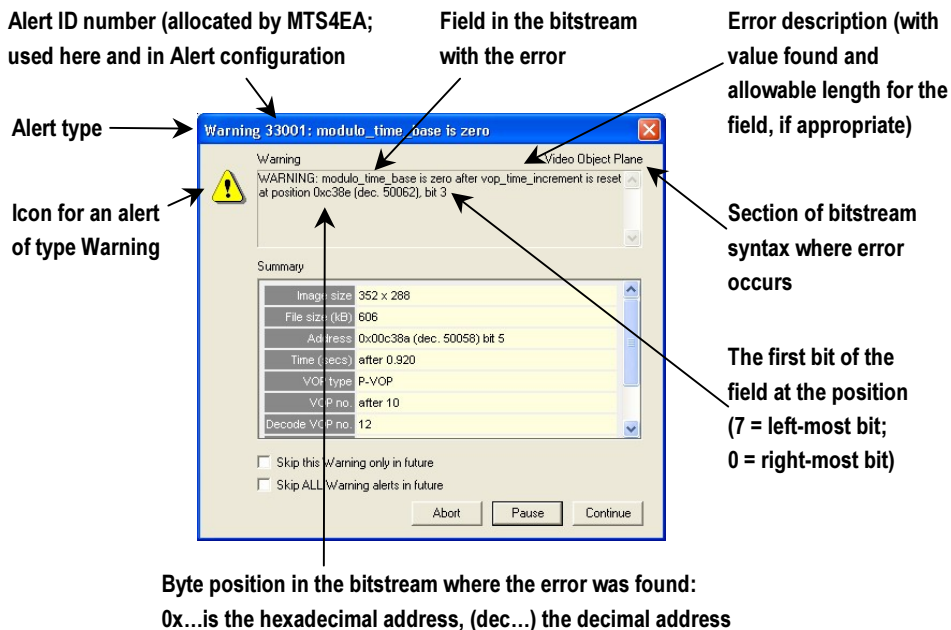 Alert ID number (allocated by MTS4EA;
used here and in Alert configuration
Field in the bitstream
with the error
Error description (with
value found and
allowable length for the
field, if appropriate)
Alert type
Warning 33001: modulo_time_base is zero
Warning
Video Object Plane
WARNING: modulo_time_base is zero after vop_time_increment is reset
at position 0xc38e (dec. 50062), bit 3
Icon for an alert
of type Warning
Section of bitstream
syntax where error
occurs
Summary
Image size 352 x 288
File size (kB) 606
Address 0x00c38a (dec. 50058) bit 5
Time (secs) after 0.920
VOP type P-VOP
VOP no. after 10
Decode VOP no. 12
The first bit of the
field at the position
(7 = left-most bit;
0 = right-most bit)
Skip this Warning only in future
Skip ALL Warning alerts in future
Abort
Pause
Continue
Byte position in the bitstream where the error was found:
0x…is the hexadecimal address, (dec…) the decimal address